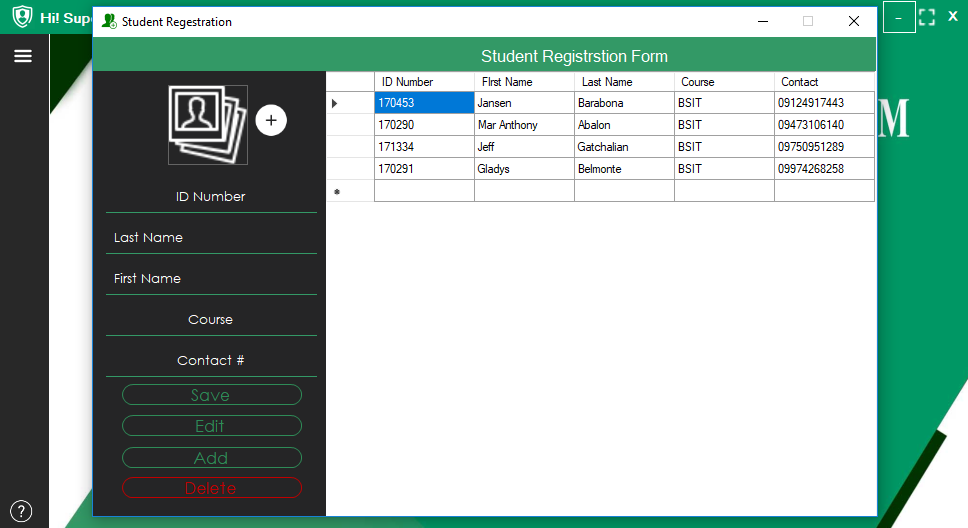 Hi! Supe
Student Regestration
Student Registrstion Form
ID Number FIrst Name Last Name Course Contact
170453 Jansen Barabona BSIT 09124917443
170290 Mar Anthony Abalon BSIT 09473106140
171334 Jeff Gatchalian BSIT 09750951289
170291 Gladys Belmonte BSIT 09974268258
M
ID Number
Last Name
First Name
Course
Contact #
Save
Edit
Add
Delete